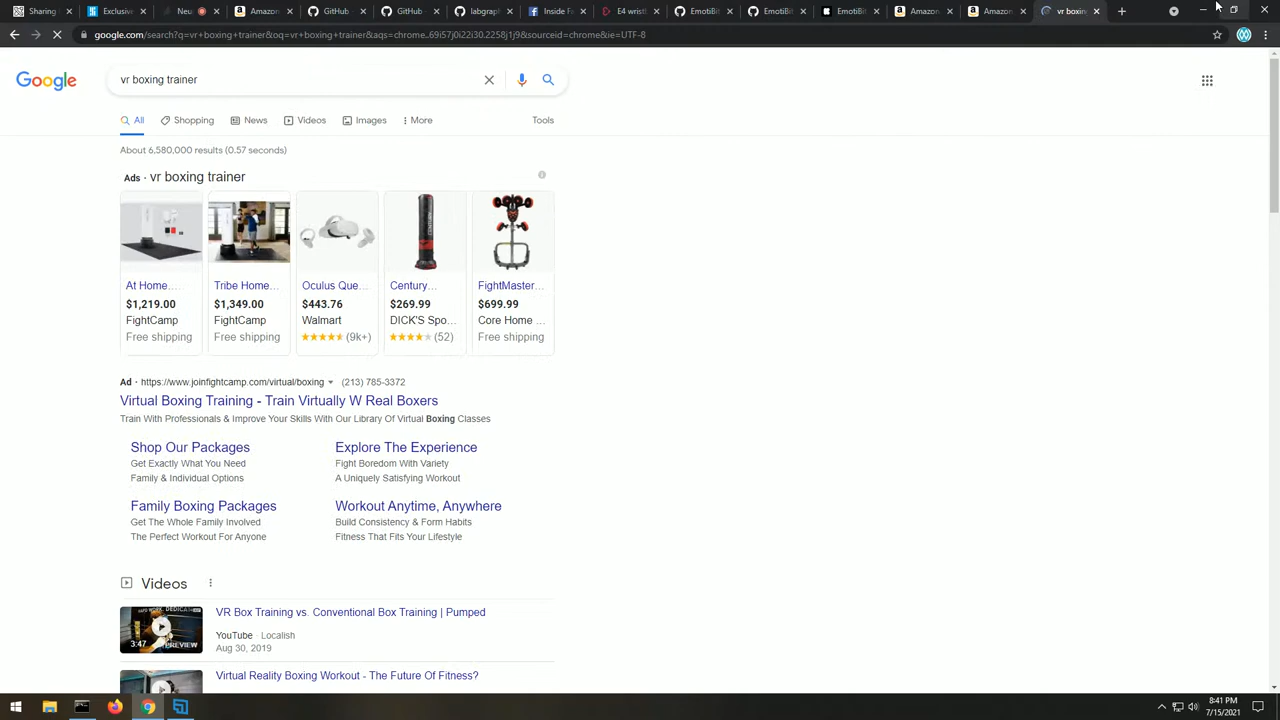 Sharing
Exclusive
Neu
Amazon
GitHub
GitHub
labgrap
Inside F
E4 wrist
EmotiBit
EmotiBit
Amazon
Amazon
vr boxin
google.com/search?q=vr+boxing+trainer&oq=vr+boxing+trainer&aqs=chrome..69i57j0i22i30.2258j1j9&sourceid=chrome&ie=UTF-8
Google
vr boxing trainer
All
Shopping
News
Videos
Images
More
Tools
About 6,580,000 results (0.57 seconds)
Ads · vr boxing trainer
At Home... Tribe Home... Oculus Que... Century... FightMaster...
$1,219.00 $1,349.00 $443.76 $269.99 $699.99
FightCamp FightCamp Walmart DICK'S Spo... Core Home ...
Free shipping Free shipping (9k+) (52) Free shipping
Ad · https://www.joinfightcamp.com/virtual/boxing (213) 785-3372
Virtual Boxing Training - Train Virtually W Real Boxers
Train With Professionals & Improve Your Skills With Our Library Of Virtual Boxing Classes
Shop Our Packages
Get Exactly What You Need
Family & Individual Options
Explore The Experience
Fight Boredom With Variety
A Uniquely Satisfying Workout
Family Boxing Packages
Get The Whole Family Involved
The Perfect Workout For Anyone
Workout Anytime, Anywhere
Build Consistency & Form Habits
Fitness That Fits Your Lifestyle
Videos
3:47 PREVIEW
VR Box Training vs. Conventional Box Training | Pumped
YouTube · Localish
Aug 30, 2019
Virtual Reality Boxing Workout - The Future Of Fitness?
8:41 PM
7/15/2021